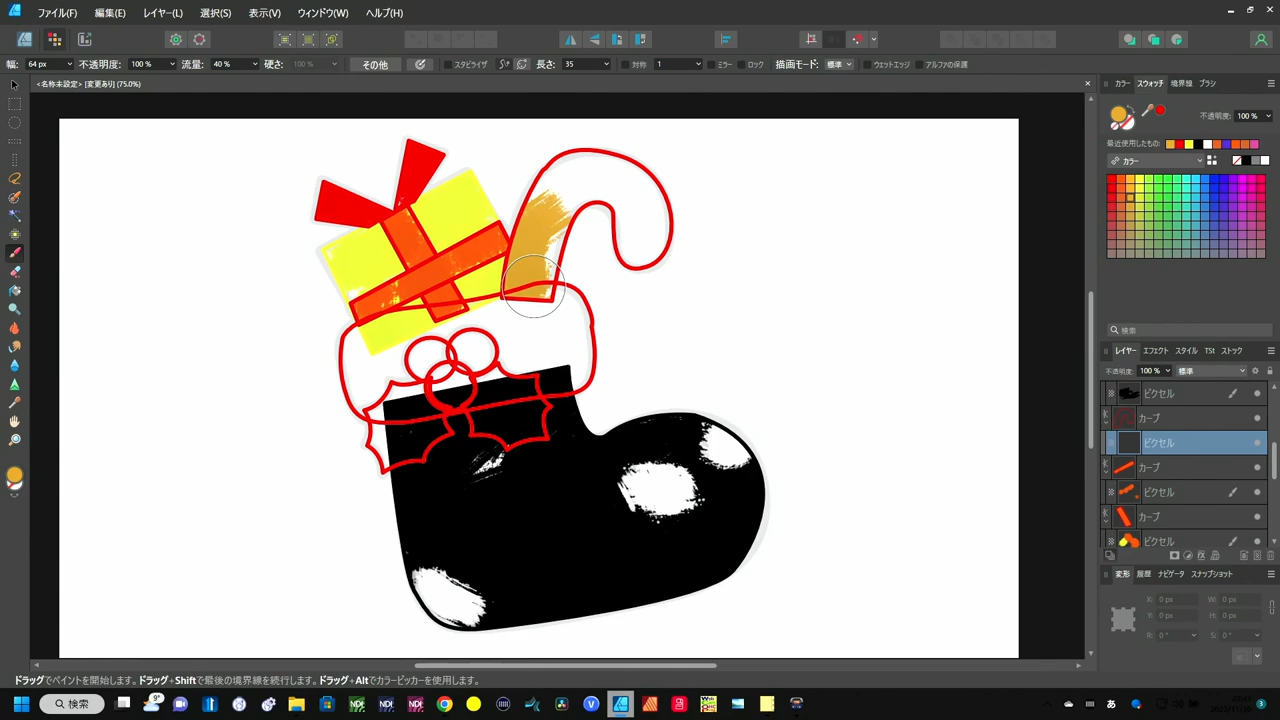 ファイル(F) 編集(E) レイヤー(L) 選択(S) 表示(V) ウィンドウ(W) ヘルプ(H)
幅: 64 px 不透明度: 100 % 流量: 40 % 硬さ: 100 % その他 スタビライザ 長さ: 35 対称 1 ミラー ロック 描画モード: 標準 ウェットエッジ アルファの保護
<名称未設定> [変更あり] (75.0%)
カラー スウォッチ 境界線 ブラシ
不透明度: 100 %
最近使用したもの:
カラー
検索
レイヤー エフェクト スタイル TSt ストック
不透明度: 100 % 標準
ピクセル
カーブ
ピクセル
カーブ
ピクセル
カーブ
ピクセル
変形 履歴 ナビゲータ スナップショット
X: 0 px W: 0 px
Y: 0 px H: 0 px
R: 0 ° S: 0 °
ドラッグでペイントを開始します。ドラッグ+Shiftで最後の境界線を続行します。ドラッグ+Altでカラーピッカーを使用します。
検索
9°
NDI NDI NDI
V
あ
3